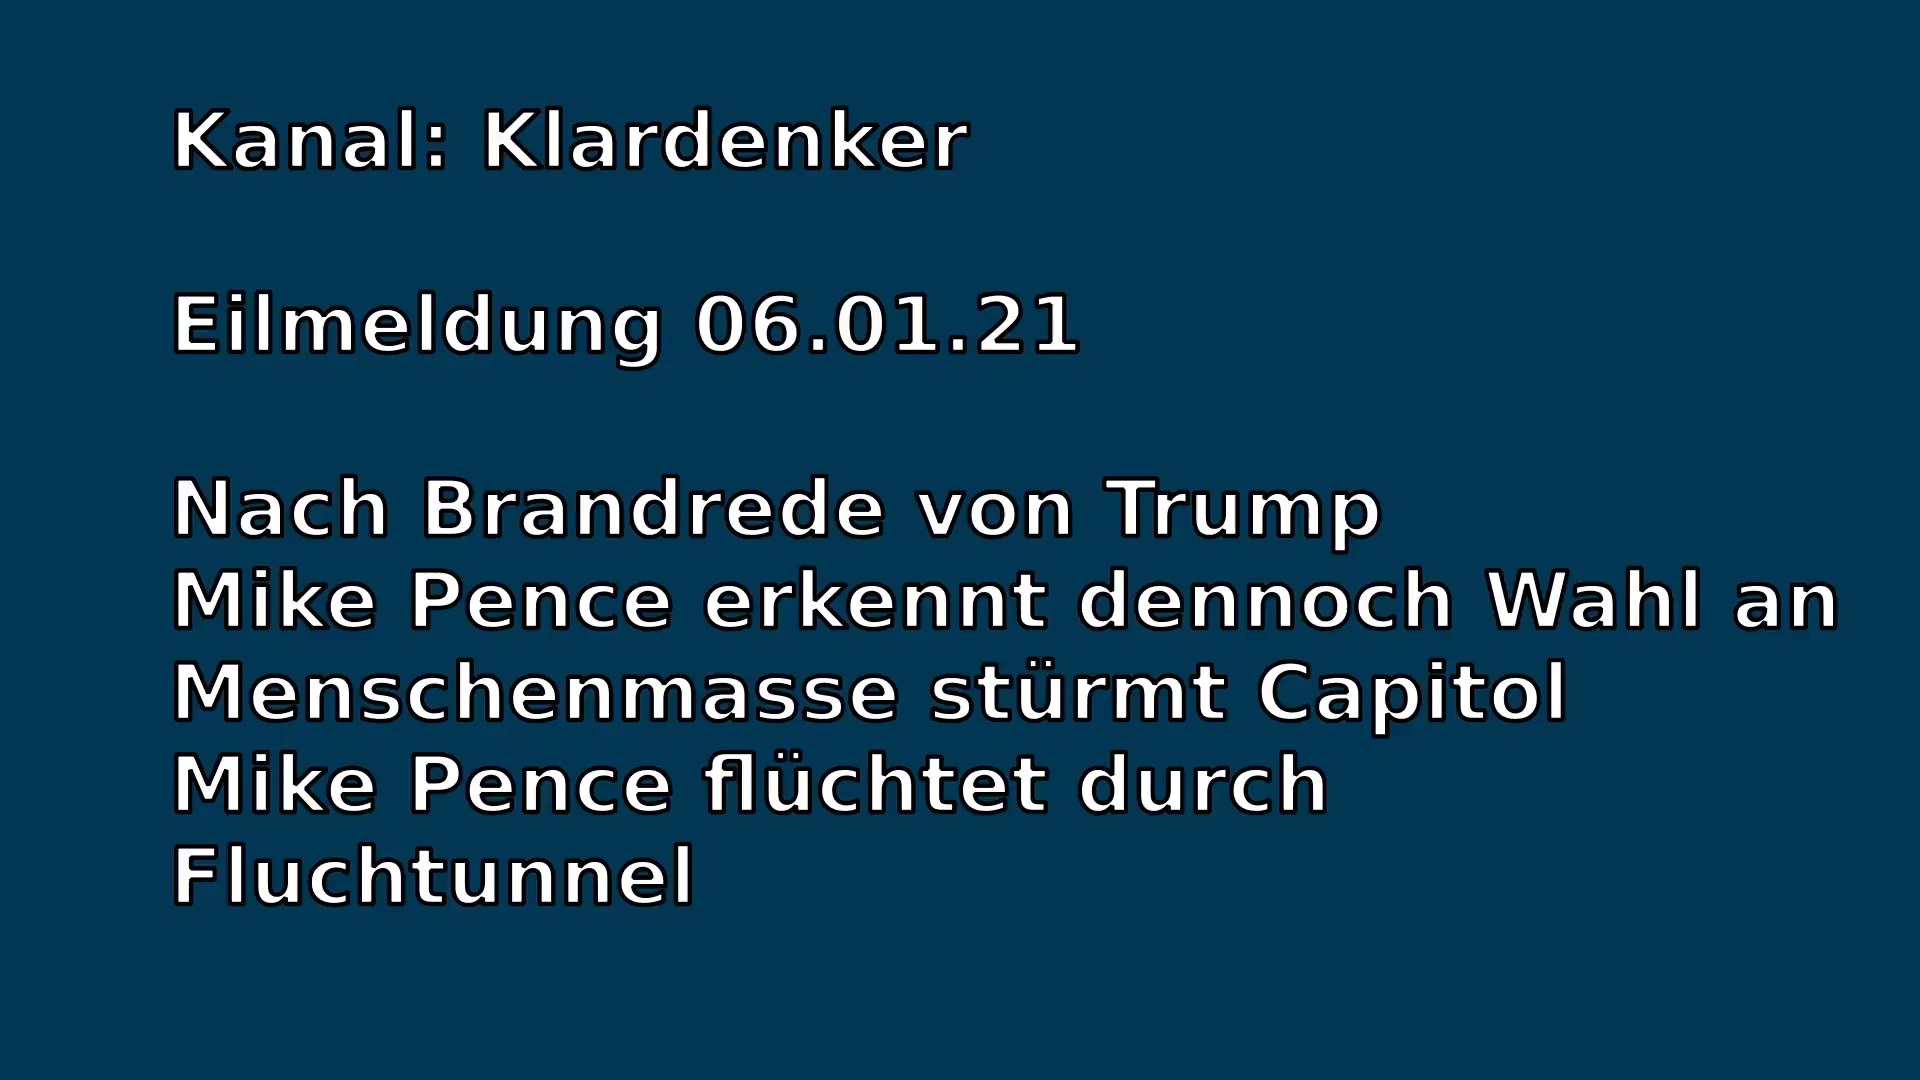 Kanal: Klardenker
Eilmeldung 06.01.21
Nach Brandrede von Trump
Mike Pence erkennt dennoch Wahl an
Menschenmasse stürmt Capitol
Mike Pence flüchtet durch
Fluchtunnel